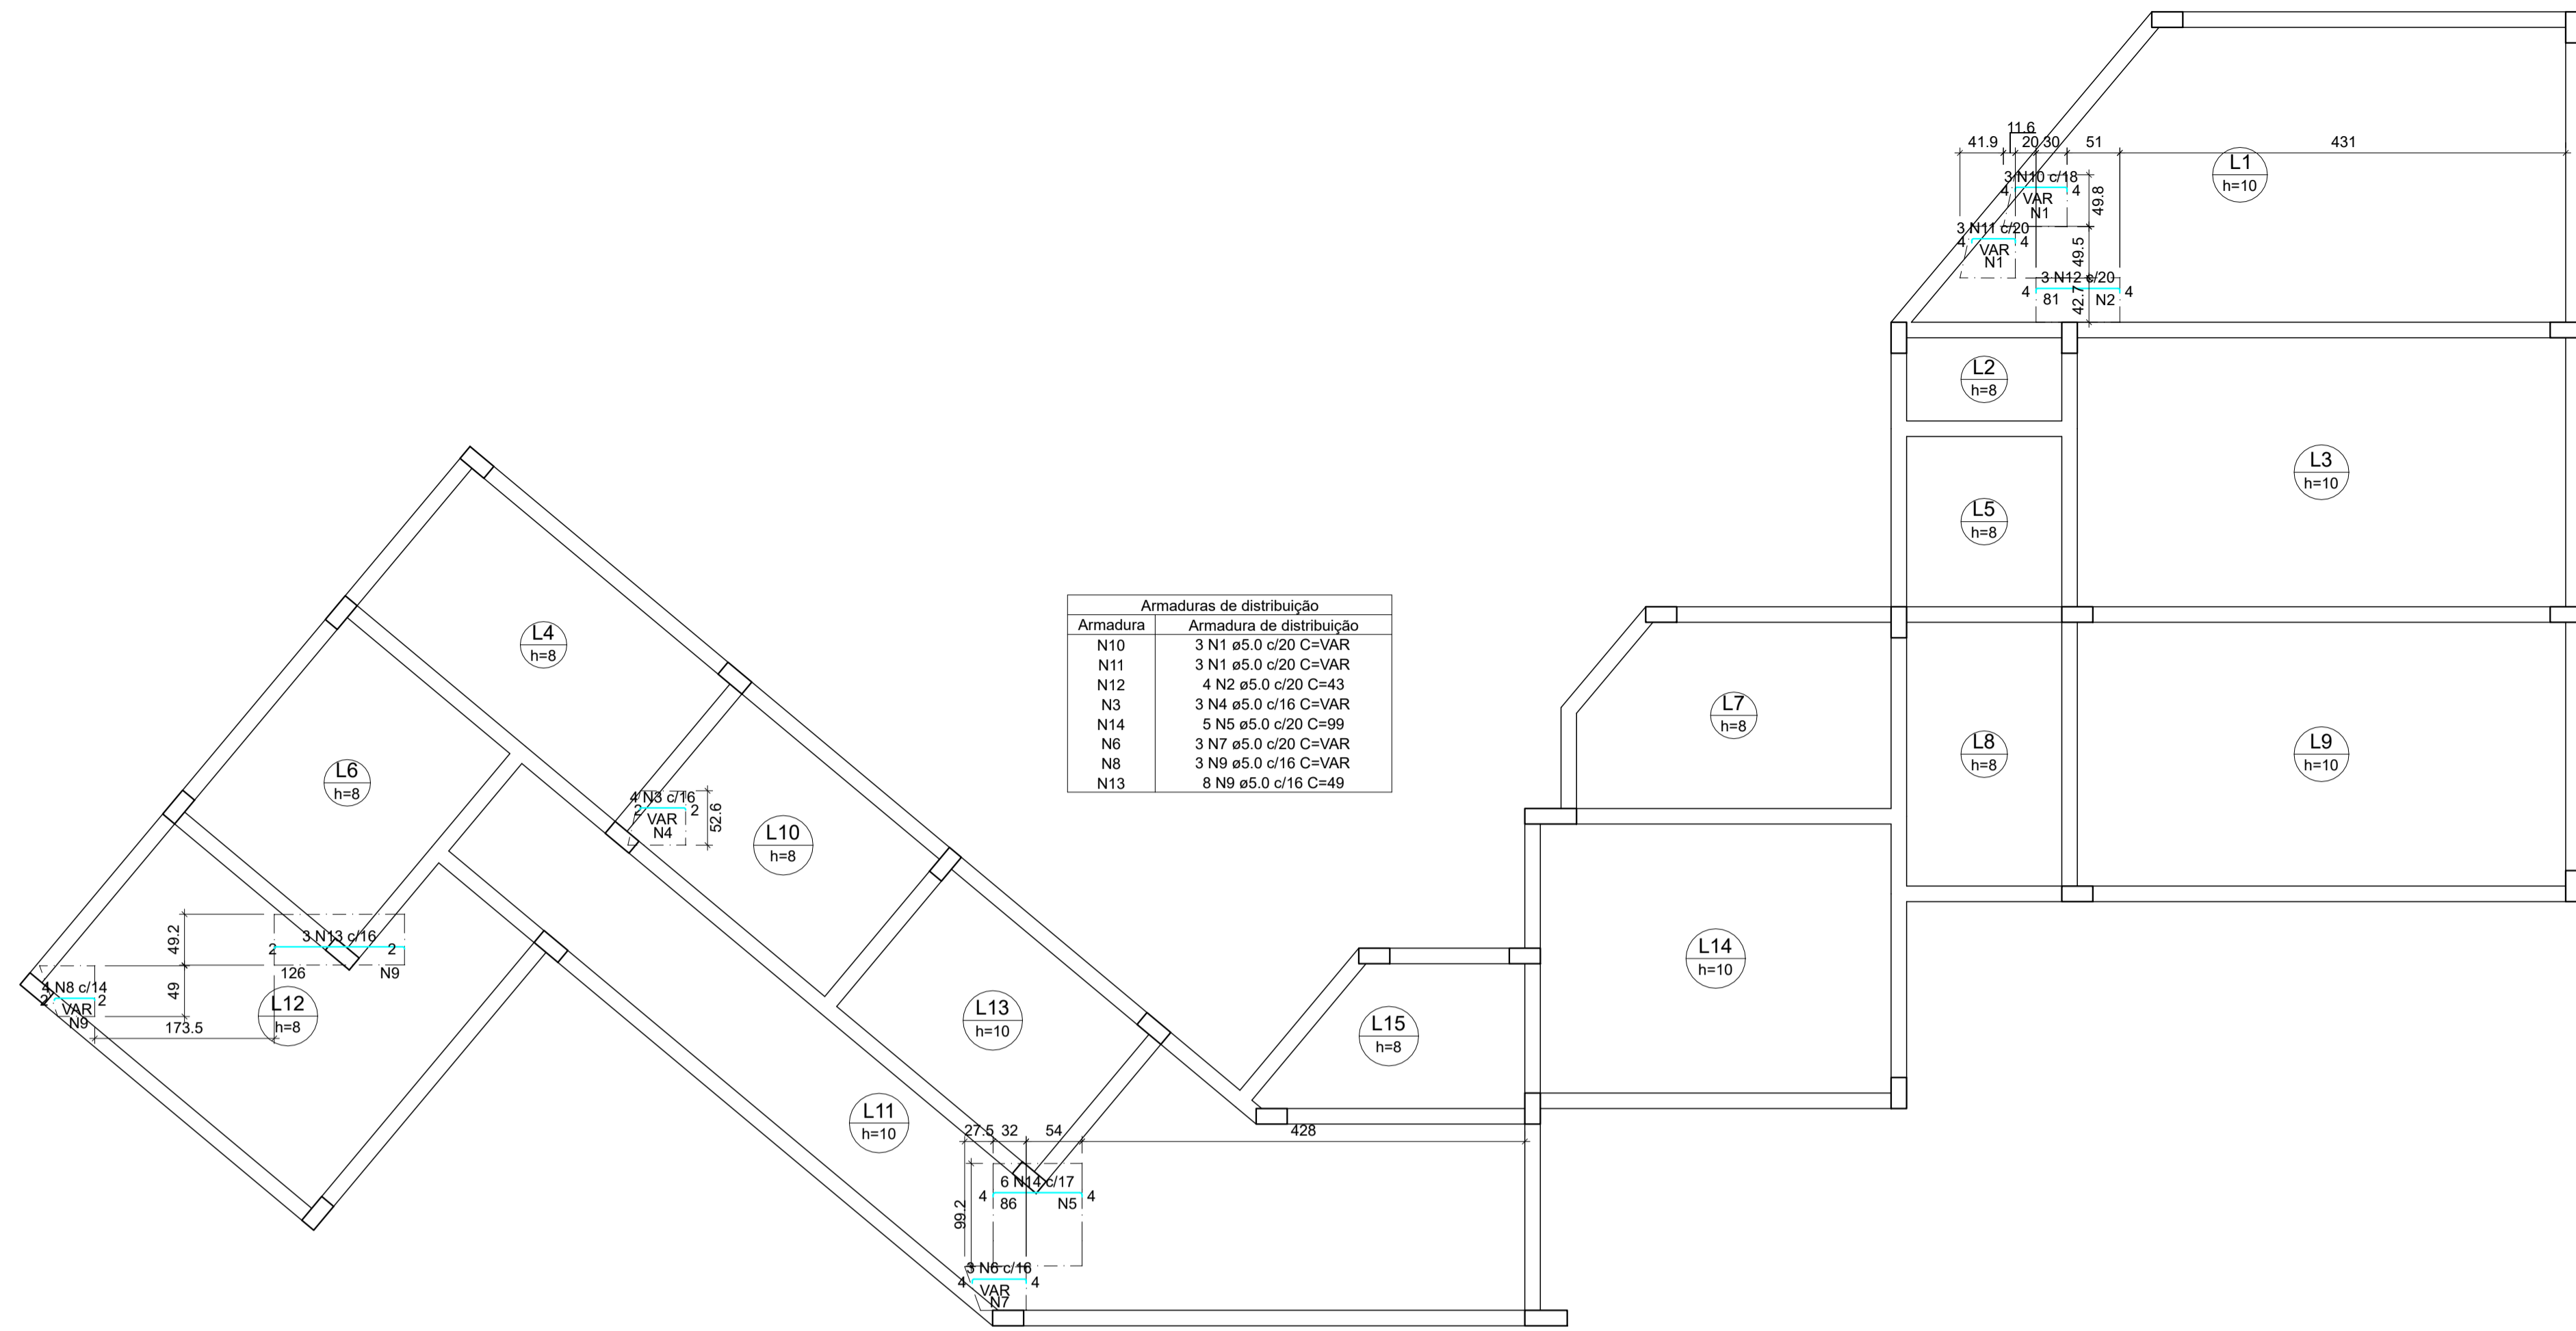 11.6
41.9 20 30 51 431
L1
h=10
3 N10 c/18
4 4
VAR
N1
49.8
3 N11 c/20
4 4
VAR
N1
49.5
3 N12 c/20
4 4
81 N2
42.7
L2
h=8
L3
h=10
L5
h=8
L4
h=8
Armaduras de distribuição
Armadura Armadura de distribuição
N10 3 N1 ø5.0 c/20 C=VAR
N11 3 N1 ø5.0 c/20 C=VAR
N12 4 N2 ø5.0 c/20 C=43
N3 3 N4 ø5.0 c/16 C=VAR
N14 5 N5 ø5.0 c/20 C=99
N6 3 N7 ø5.0 c/20 C=VAR
N8 3 N9 ø5.0 c/16 C=VAR
N13 8 N9 ø5.0 c/16 C=49
L7
h=8
L8
h=8
L9
h=10
L6
h=8
4 N3 c/16
2 2
VAR
N4
52.6
L10
h=8
49.2
3 N13 c/16
2 2
126 N9
49
4 N8 c/14
2 2
VAR
N9
173.5
L12
h=8
L14
h=10
L13
h=10
L15
h=8
L11
h=10
27.5 32 54 428
6 N14 c/17
4 4
86 N5
99.2
3 N6 c/16
4 4
VAR
N7